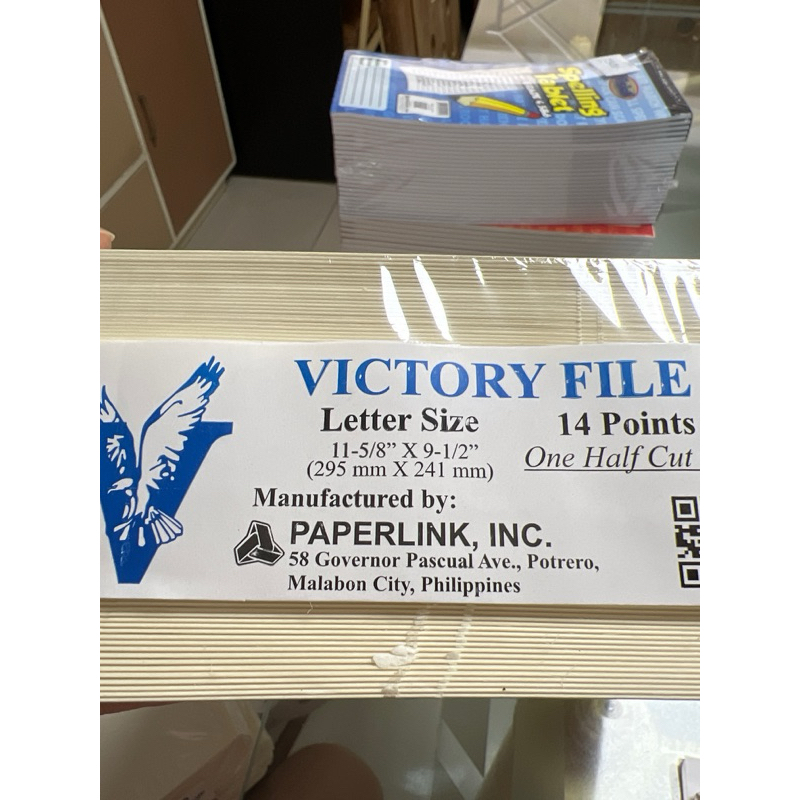 Spelling
Tablet
VICTORY FILE
Letter Size
14 Points
11-5/8” X 9-1/2”
(295 mm X 241 mm)
One Half Cut
Manufactured by:
PAPERLINK, INC.
58 Governor Pascual Ave., Potrero,
Malabon City, Philippines